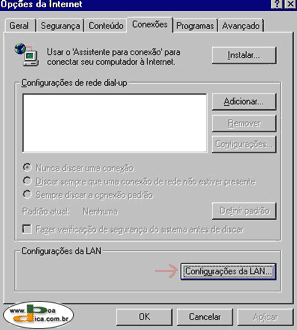 Opções da Internet
Geral Segurança Conteúdo Conexões Programas Avançado
Usar o 'Assistente para conexão' para
conectar seu computador à Internet.
Instalar...
Configurações de rede dial-up
Adicionar...
Remover
Configurações...
Nunca discar uma conexão
Discar sempre que uma conexão de rede não estiver presente
Sempre discar a conexão padrão
Padrão atual: Nenhuma
Definir padrão
Fazer verificação de segurança do sistema antes de discar
Configurações da LAN
Configurações da LAN...
OK Cancelar Aplicar
www.boa
dica.com.br